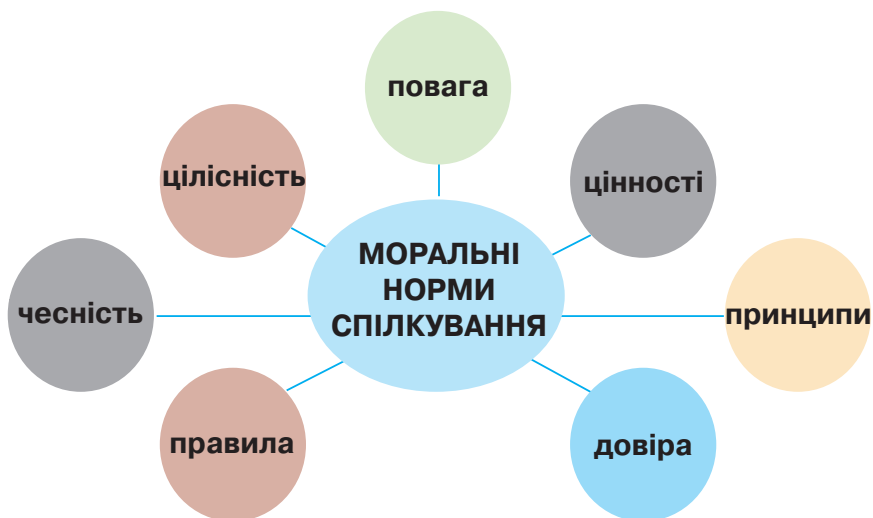 повага
цілісність
цінності
МОРАЛЬНІ
НОРМИ
СПІЛКУВАННЯ
чесність
принципи
правила
довіра